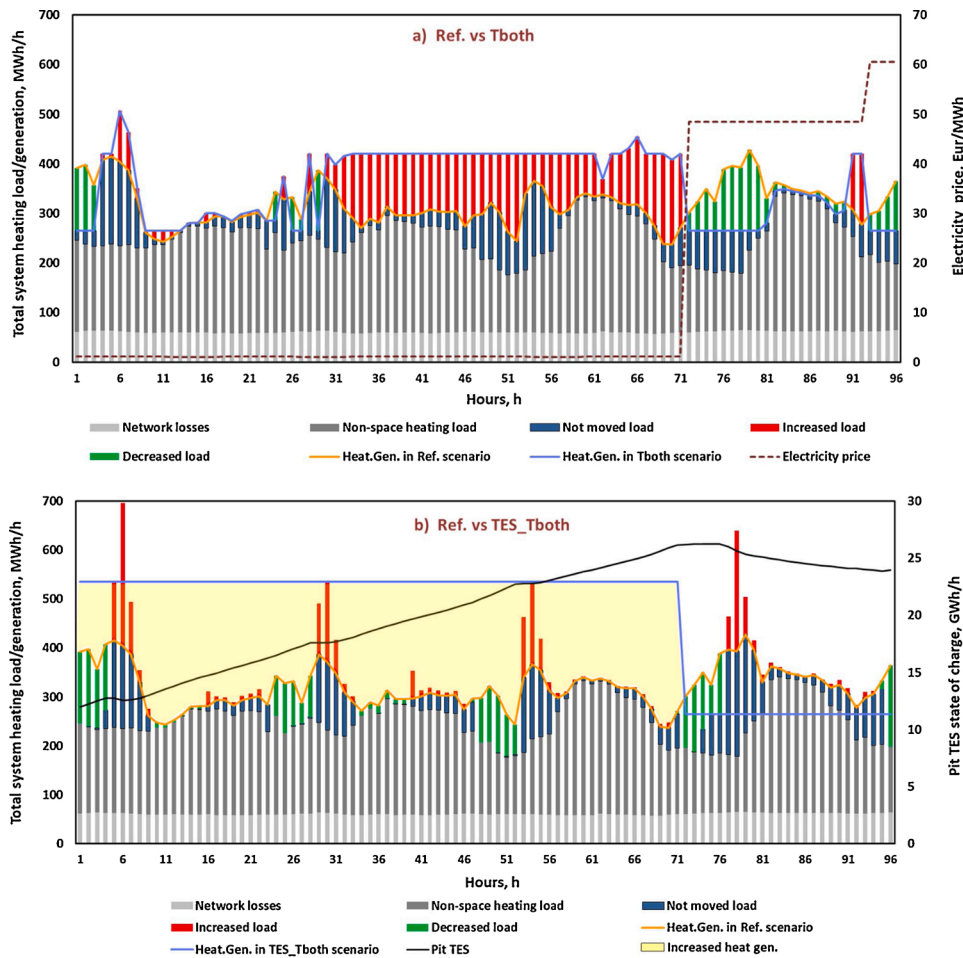 a) Ref. vs Tboth
Total system heating load/generation, MWh/h
700
600
500
400
300
200
100
0
70
60
50
40
30
20
10
0
Electricity price, Eur/MWh
1 6 11 16 21 26 31 36 41 46 51 56 61 66 71 76 81 86 91 96
Hours, h
Network losses Non-space heating load Not moved load Increased load
Decreased load Heat.Gen. in Ref. scenario Heat.Gen. in Tboth scenario Electricity price
b) Ref. vs TES_Tboth
Total system heating load/generation, MWh/h
700
600
500
400
300
200
100
0
30
25
20
15
10
5
0
Pit TES state of charge, GWh/h
1 6 11 16 21 26 31 36 41 46 51 56 61 66 71 76 81 86 91 96
Hours, h
Network losses Non-space heating load Not moved load
Increased load Decreased load Heat.Gen. in Ref. scenario
Heat.Gen. in TES_Tboth scenario Pit TES Increased heat gen.